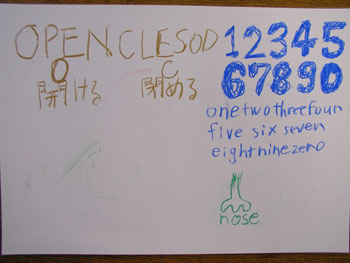 OPEN CLESOD
O C
開ける 閉める
12345
67890
onetwothreefour
five six seven
eightninezero
nose